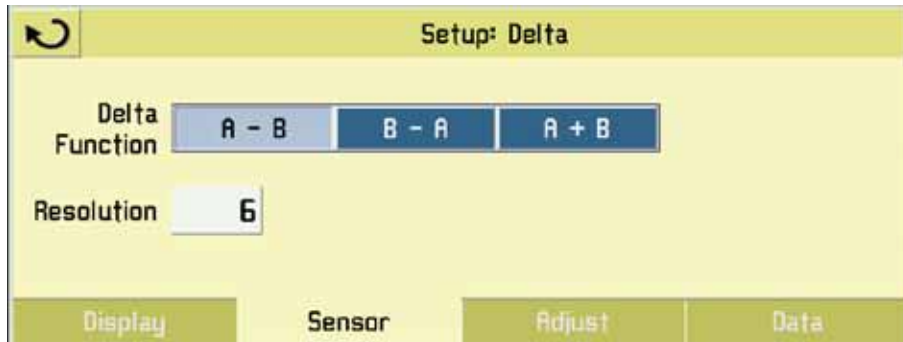 Setup: Delta
Delta
Function
A - B
B - A
A + B
Resolution
6
Display
Sensor
Adjust
Data